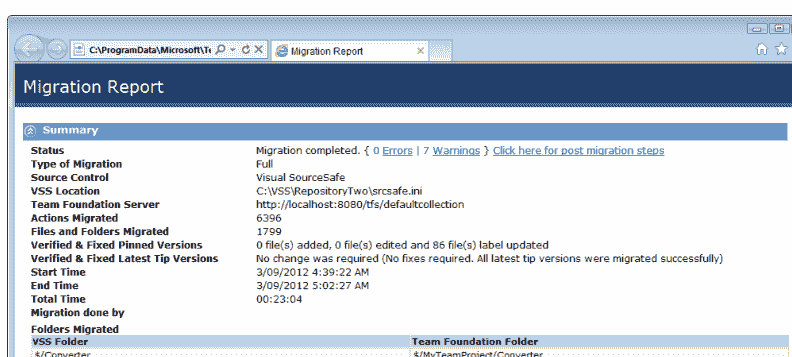 C:\ProgramData\Microsoft\Te
Migration Report
Migration Report
Summary
Status Migration completed. { 0 Errors | 7 Warnings } Click here for post migration steps
Type of Migration Full
Source Control Visual SourceSafe
VSS Location C:\VSS\RepositoryTwo\srcsafe.ini
Team Foundation Server http://localhost:8080/tfs/defaultcollection
Actions Migrated 6396
Files and Folders Migrated 1799
Verified & Fixed Pinned Versions 0 file(s) added, 0 file(s) edited and 86 file(s) label updated
Verified & Fixed Latest Tip Versions No change was required (No fixes required. All latest tip versions were migrated successfully)
Start Time 3/09/2012 4:39:22 AM
End Time 3/09/2012 5:02:27 AM
Total Time 00:23:04
Migration done by
Folders Migrated
VSS Folder Team Foundation Folder
$/Converter $/MyTeamProject/Converter